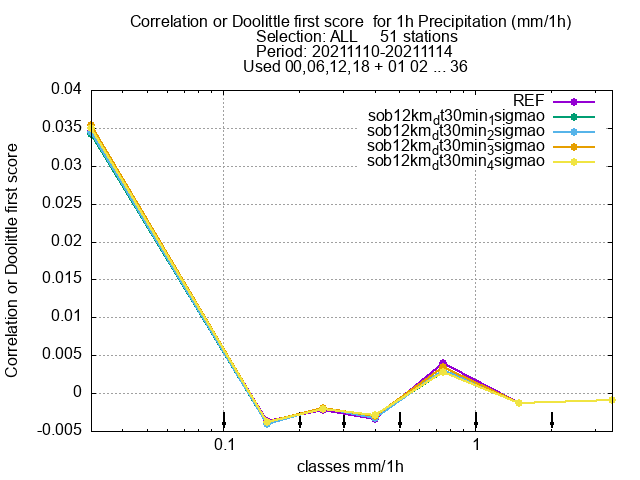 Correlation or Doolittle first score  for 1h Precipitation (mm/1h)
Selection: ALL     51 stations
Period: 20211110-20211114
Used 00,06,12,18 + 01 02 ... 36
REF
sob12km_dt30min_1sigmao
sob12km_dt30min_2sigmao
sob12km_dt30min_3sigmao
sob12km_dt30min_4sigmao
Correlation or Doolittle first score
0.04
0.035
0.03
0.025
0.02
0.015
0.01
0.005
0
-0.005
0.1
1
classes mm/1h